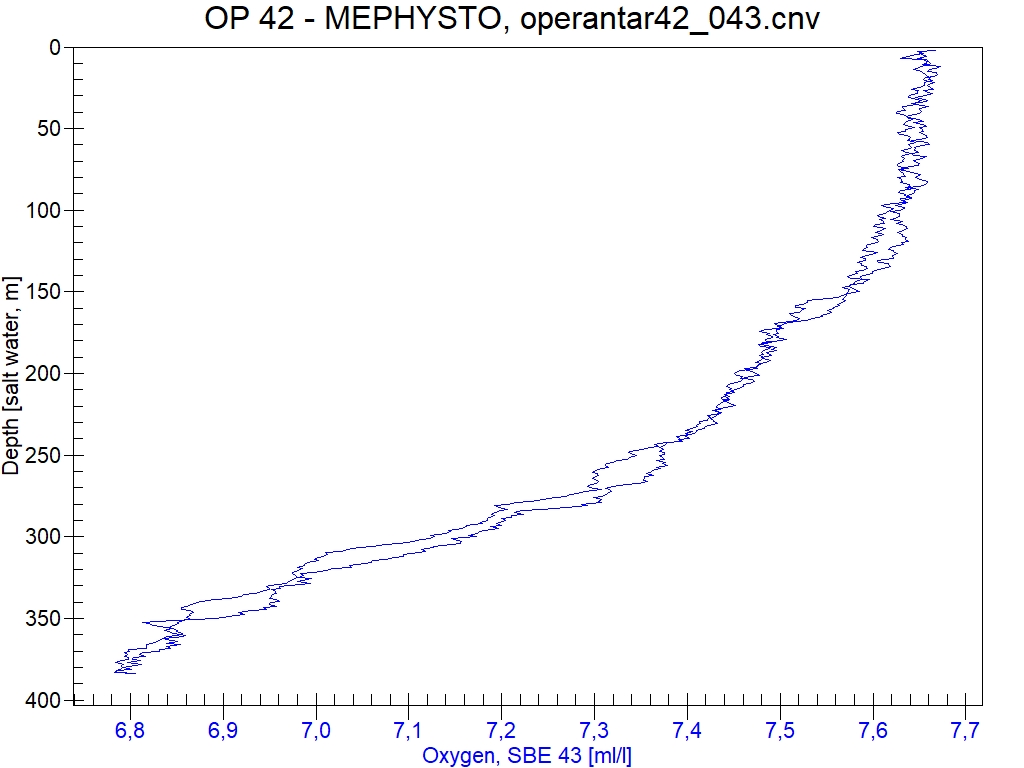 OP 42 - MEPHYSTO, operantar42_043.cnv
0
50
100
150
200
250
300
350
400
Depth [salt water, m]
6,8 6,9 7,0 7,1 7,2 7,3 7,4 7,5 7,6 7,7
Oxygen, SBE 43 [ml/l]